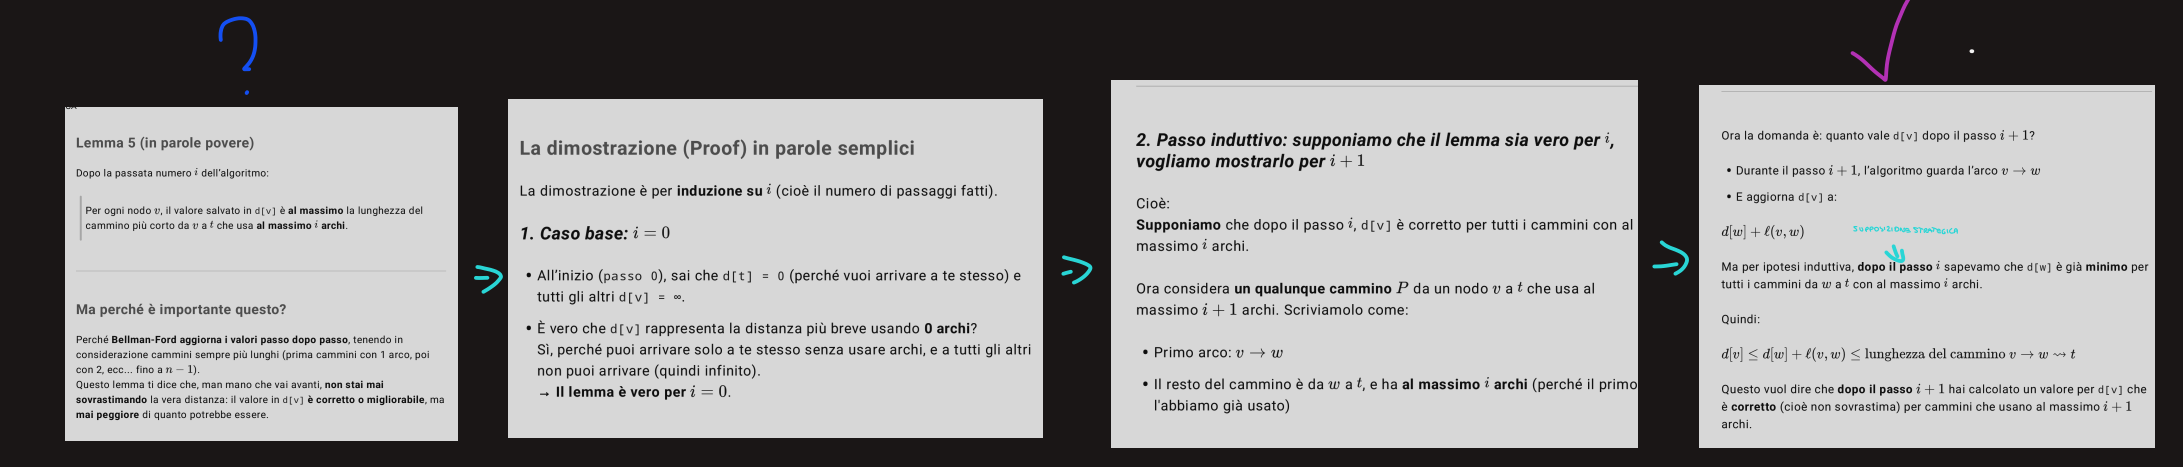 ?
Lemma 5 (in parole povere)
Dopo la passata numero i dell'algoritmo:
Per ogni nodo v, il valore salvato in d[v] è al massimo la lunghezza del
cammino più corto da v a t che usa al massimo i archi.
Ma perché è importante questo?
Perché Bellman-Ford aggiorna i valori passo dopo passo, tenendo in
considerazione cammini sempre più lunghi (prima cammini con 1 arco, poi
con 2, ecc... fino a n − 1).
Questo lemma ti dice che, man mano che vai avanti, non stai mai
sovrastimando la vera distanza: il valore in d[v] è corretto o migliorabile, ma
mai peggiore di quanto potrebbe essere.
La dimostrazione (Proof) in parole semplici
La dimostrazione è per induzione su i (cioè il numero di passaggi fatti).
1. Caso base: i = 0
• All'inizio (passo 0), sai che d[t] = 0 (perché vuoi arrivare a te stesso) e
tutti gli altri d[v] = ∞.
• È vero che d[v] rappresenta la distanza più breve usando 0 archi?
Sì, perché puoi arrivare solo a te stesso senza usare archi, e a tutti gli altri
non puoi arrivare (quindi infinito).
→ Il lemma è vero per i = 0.
2. Passo induttivo: supponiamo che il lemma sia vero per i,
vogliamo mostrarlo per i + 1
Cioè:
Supponiamo che dopo il passo i, d[v] è corretto per tutti i cammini con al
massimo i archi.
Ora considera un qualunque cammino P da un nodo v a t che usa al
massimo i + 1 archi. Scriviamolo come:
• Primo arco: v → w
• Il resto del cammino è da w a t, e ha al massimo i archi (perché il primo
l'abbiamo già usato)
Ora la domanda è: quanto vale d[v] dopo il passo i + 1?
• Durante il passo i + 1, l'algoritmo guarda l'arco v → w
• E aggiorna d[v] a:
d[w] + ℓ(v, w)
SUPPOSIZIONE STRATEGICA
Ma per ipotesi induttiva, dopo il passo i sapevamo che d[w] è già minimo per
tutti i cammini da w a t con al massimo i archi.
Quindi:
d[v] ≤ d[w] + ℓ(v, w) ≤ lunghezza del cammino v → w ⇝ t
Questo vuol dire che dopo il passo i + 1 hai calcolato un valore per d[v] che
è corretto (cioè non sovrastima) per cammini che usano al massimo i + 1
archi.